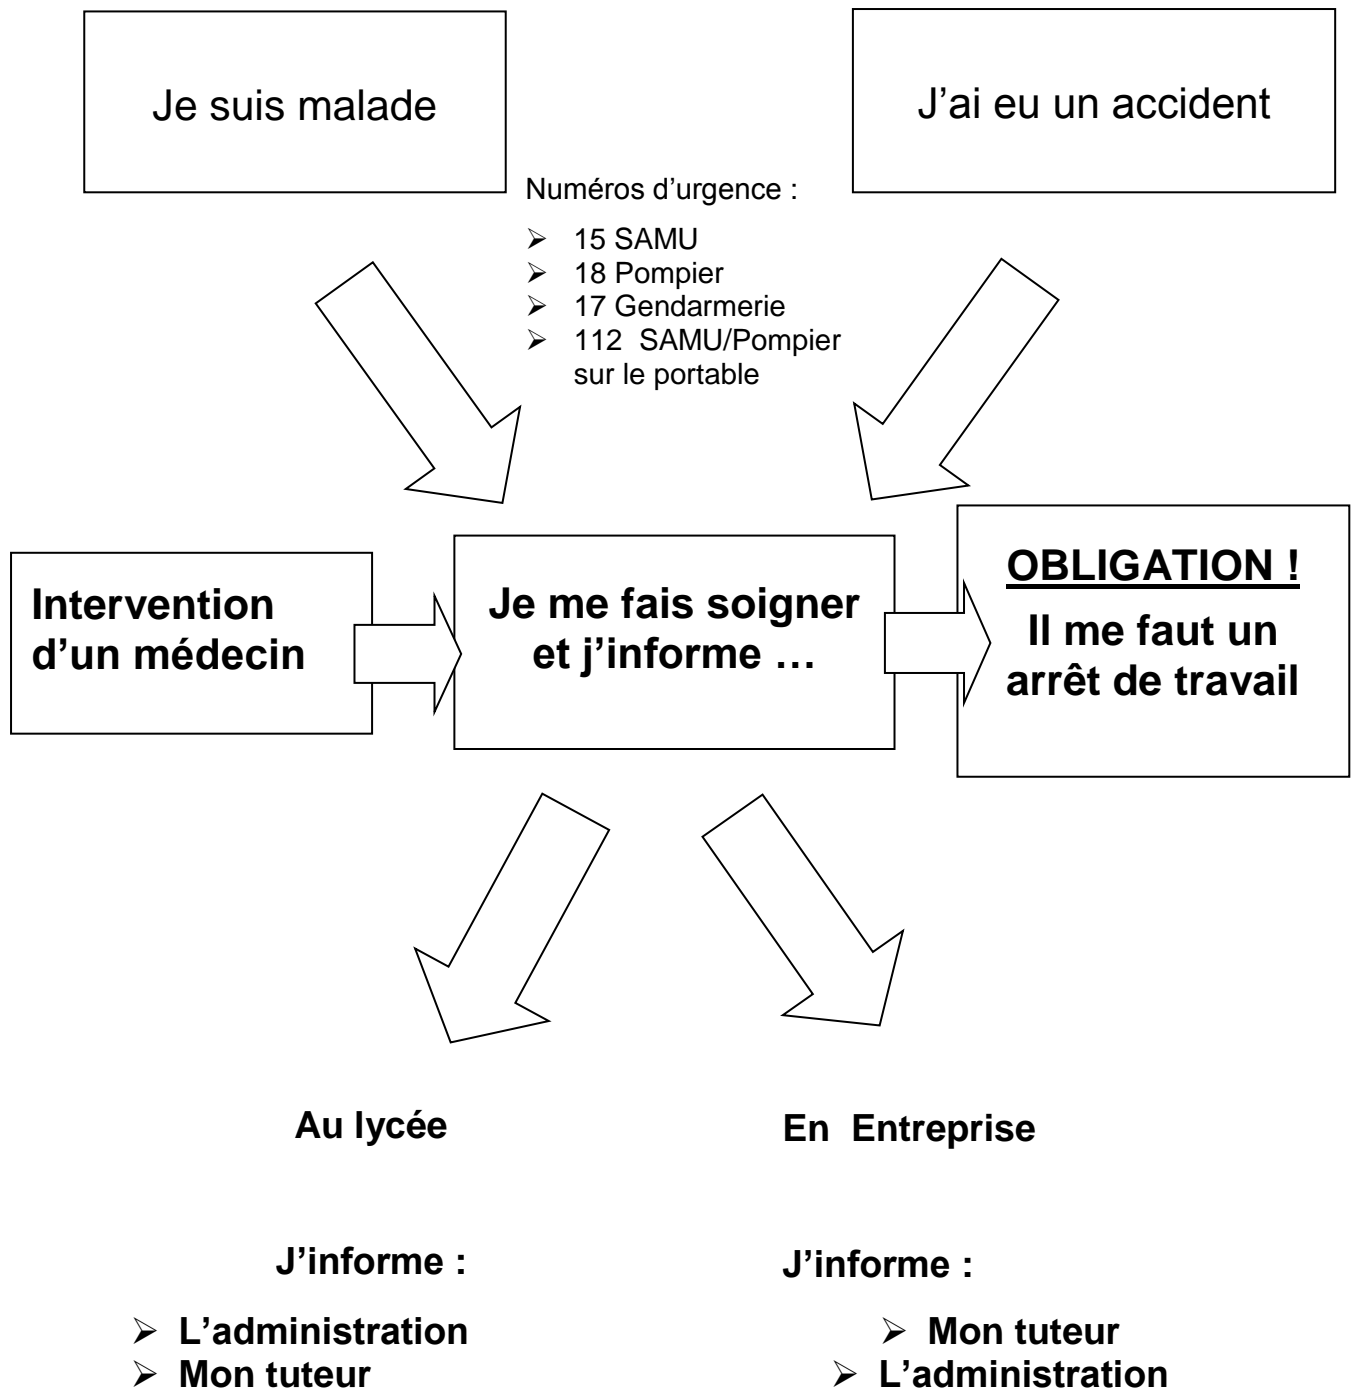 Je suis malade
J’ai eu un accident
Numéros d’urgence :
➢ 15 SAMU
➢ 18 Pompier
➢ 17 Gendarmerie
➢ 112 SAMU/Pompier
sur le portable
Intervention
d’un médecin
Je me fais soigner
et j’informe …
OBLIGATION !
Il me faut un
arrêt de travail
Au lycée
J’informe :
➢ L’administration
➢ Mon tuteur
En Entreprise
J’informe :
➢ Mon tuteur
➢ L’administration